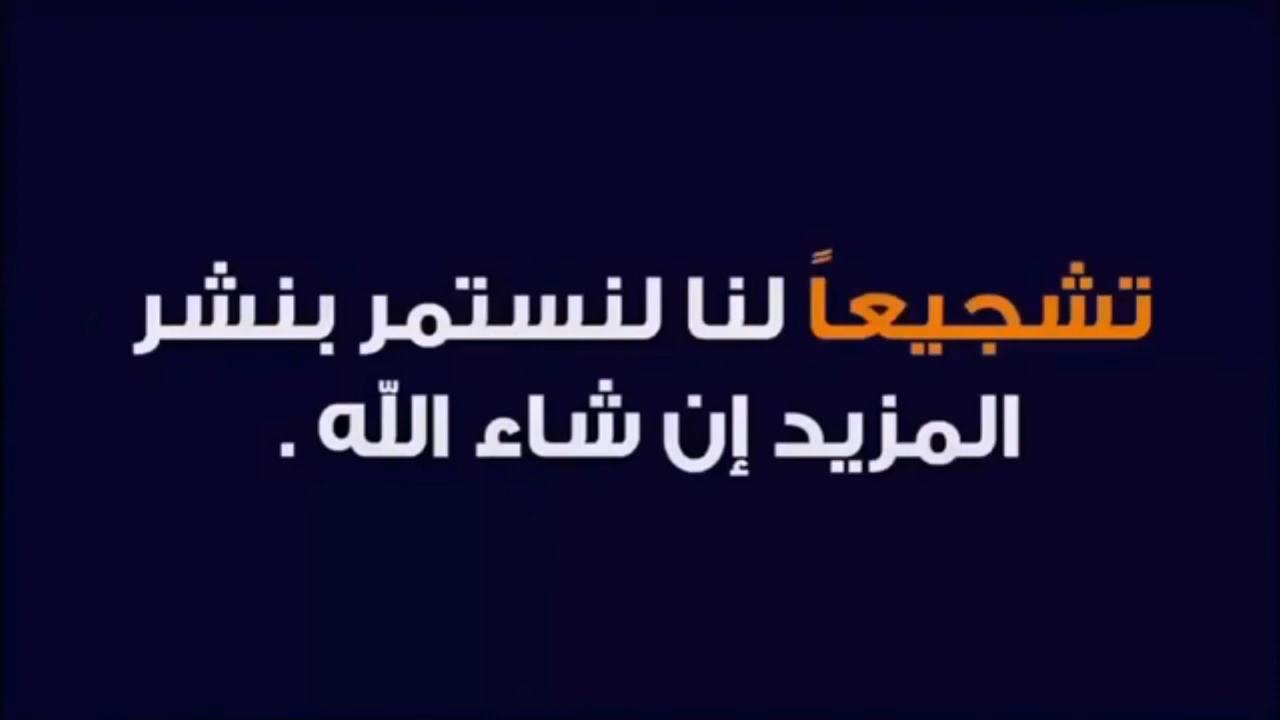 تشجيعاً لنا لنستمر بنشر
المزيد إن شاء اللّه .